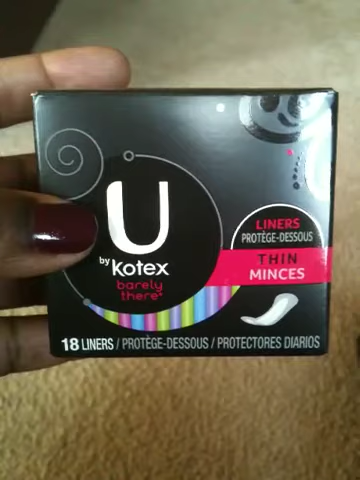 U
by Kotex
barely
there*
LINERS
PROTÈGE-DESSOUS
THIN
MINCES
18 LINERS / PROTÈGE-DESSOUS / PROTECTORES DIARIOS